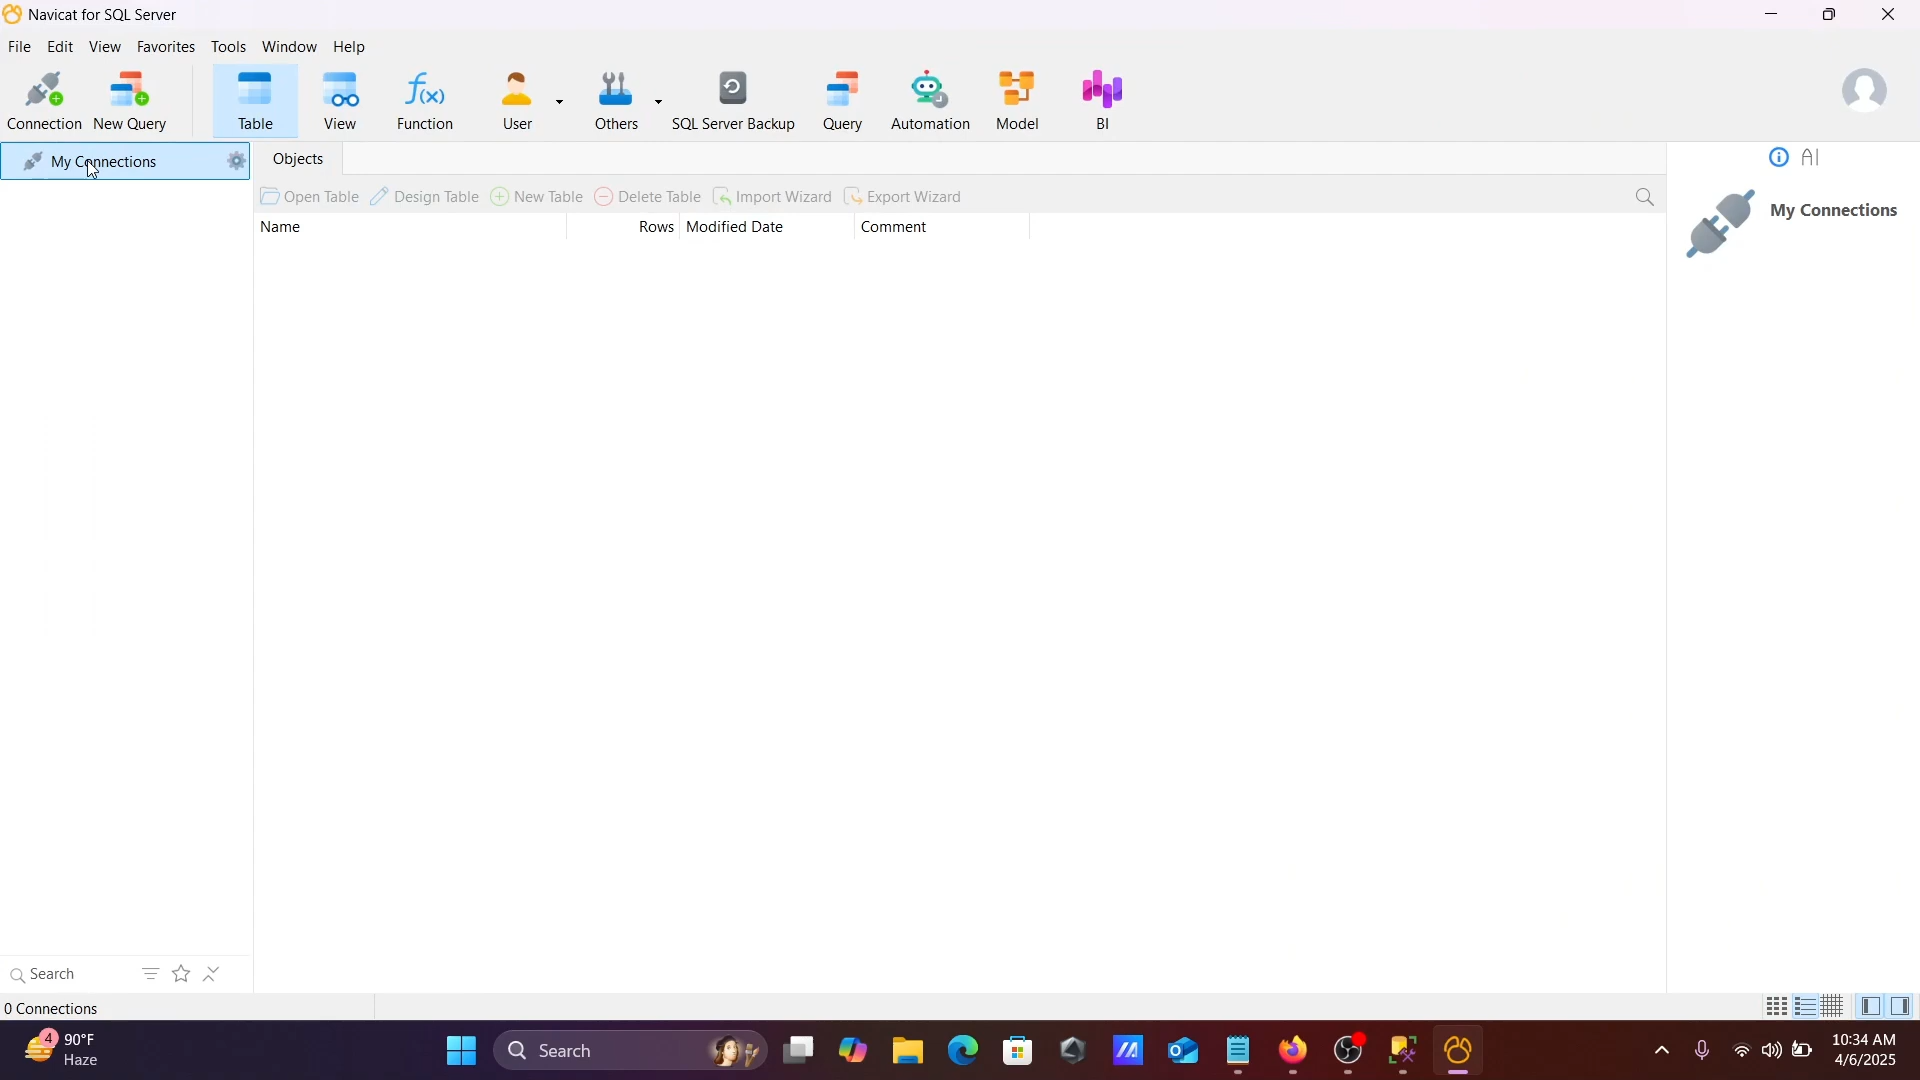 Navicat for SQL Server
File Edit View Favorites Tools Window Help
Connection New Query Table View Function User Others SQL Server Backup Query Automation Model BI
My Connections
Objects
AI
Open Table Design Table New Table Delete Table Import Wizard Export Wizard
My Connections
Name Rows Modified Date Comment
Search
0 Connections
4
90°F
Haze
Search
10:34 AM
4/6/2025